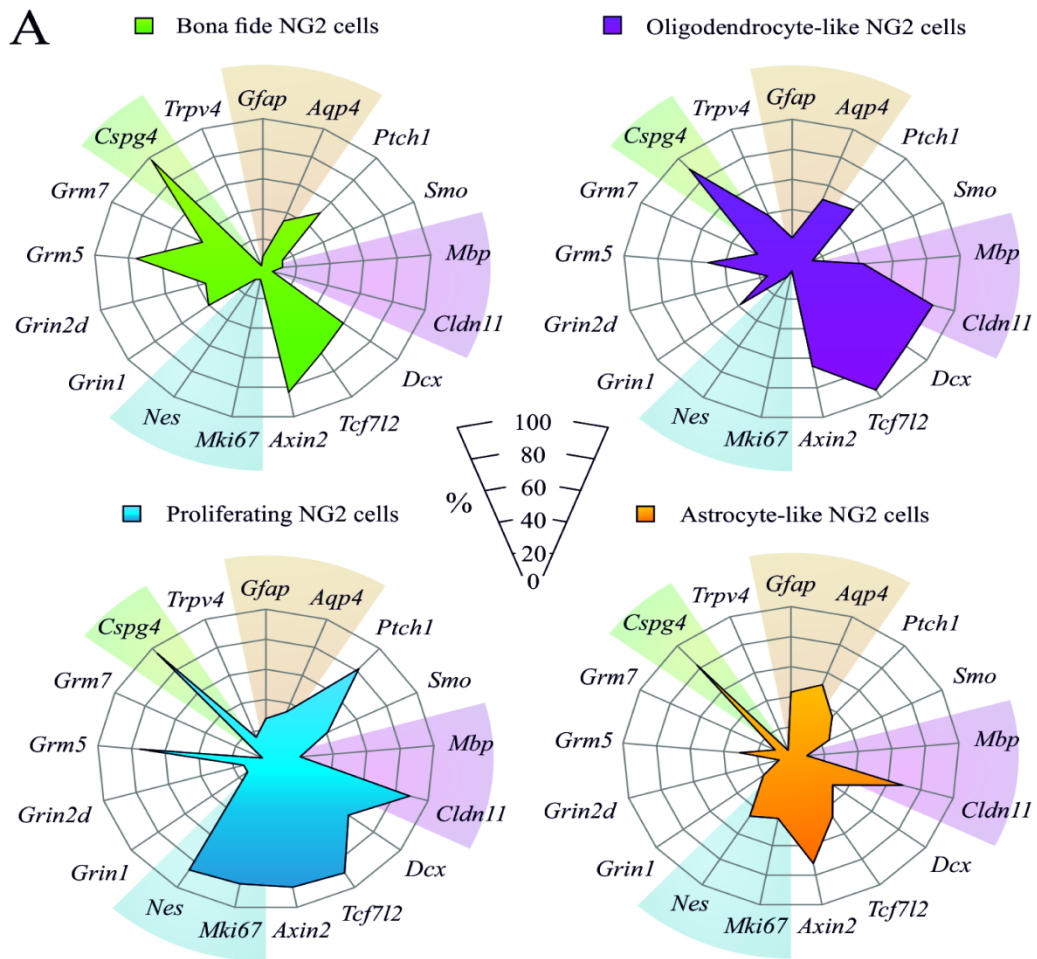 A
Bona fide NG2 cells
Oligodendrocyte-like NG2 cells
Gfap
Aqp4
Ptch1
Smo
Mbp
Cldn11
Dcx
Tcf7l2
Axin2
Mki67
Nes
Grin1
Grin2d
Grm5
Grm7
Cspg4
Trpv4
Gfap
Aqp4
Ptch1
Smo
Mbp
Cldn11
Dcx
Tcf7l2
Axin2
Mki67
Nes
Grin1
Grin2d
Grm5
Grm7
Cspg4
Trpv4
100
80
60
%
40
20
0
Proliferating NG2 cells
Astrocyte-like NG2 cells
Gfap
Aqp4
Ptch1
Smo
Mbp
Cldn11
Dcx
Tcf7l2
Axin2
Mki67
Nes
Grin1
Grin2d
Grm5
Grm7
Cspg4
Trpv4
Gfap
Aqp4
Ptch1
Smo
Mbp
Cldn11
Dcx
Tcf7l2
Axin2
Mki67
Nes
Grin1
Grin2d
Grm5
Grm7
Cspg4
Trpv4